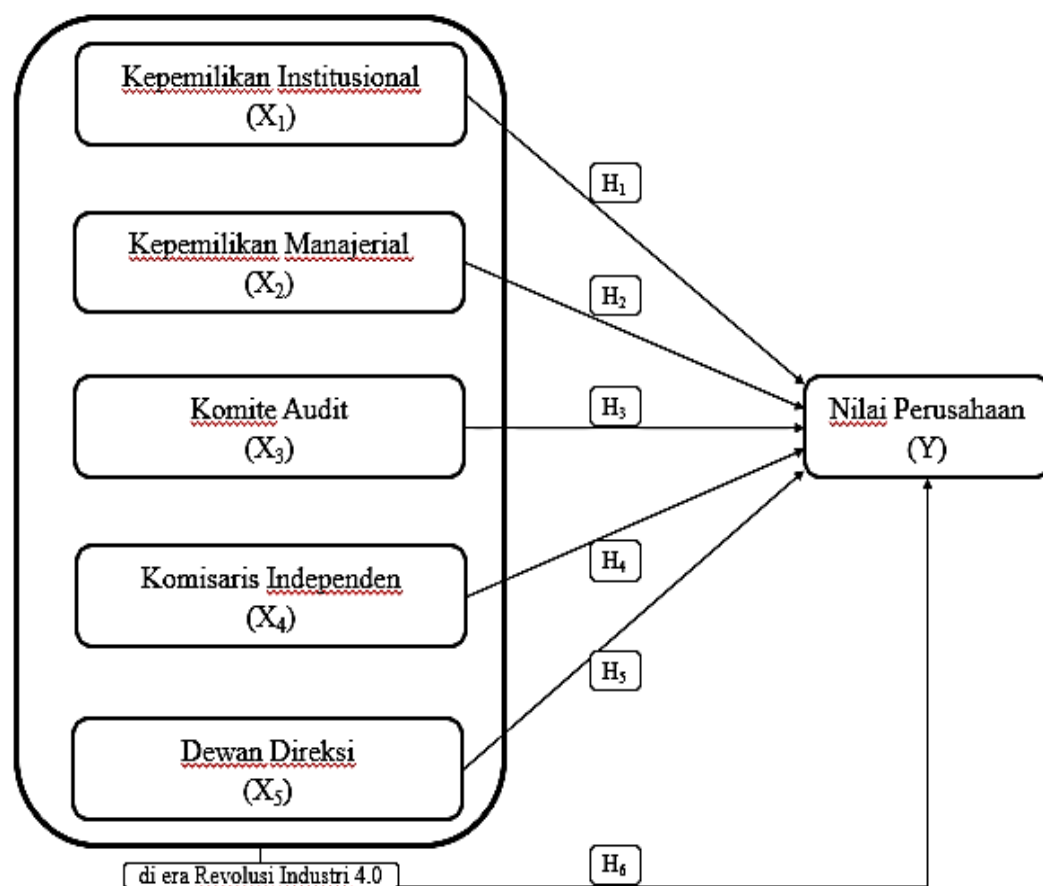 Kepemilikan Institusional
(X₁)
H₁
Kepemilikan Manajerial
(X₂)
H₂
Komite Audit
(X₃)
H₃
Nilai Perusahaan
(Y)
Komisaris Independen
(X₄)
H₄
Dewan Direksi
(X₅)
H₅
di era Revolusi Industri 4.0
H₆